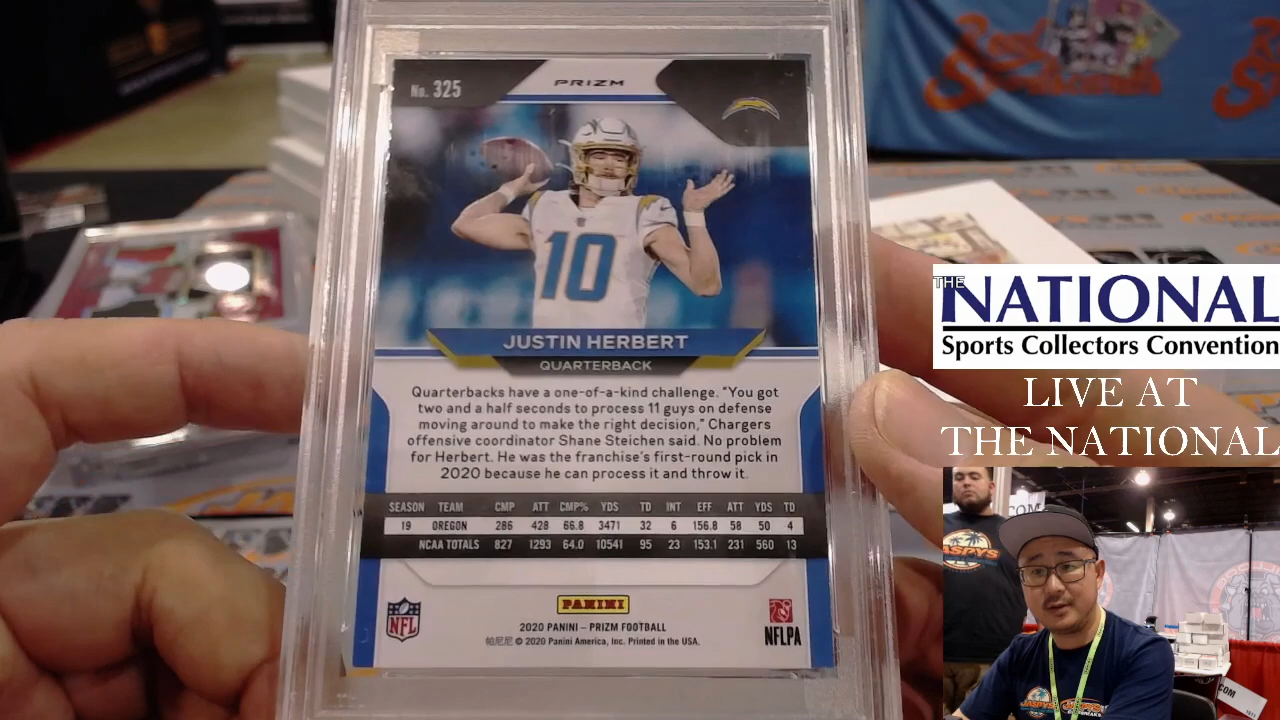 No. 325
PRIZM
10
JUSTIN HERBERT
QUARTERBACK
Quarterbacks have a one-of-a-kind challenge. "You got
two and a half seconds to process 11 guys on defense
moving around to make the right decision," Chargers
offensive coordinator Shane Steichen said. No problem
for Herbert. He was the franchise's first-round pick in
2020 because he can process it and throw it.
SEASON TEAM CMP ATT CMP% YDS TD INT EFF ATT YDS TD
19 OREGON 286 428 66.8 3471 32 6 156.8 58 50 4
NCAA TOTALS 827 1293 64.0 10541 95 23 153.1 231 560 13
NFL
PANINI
2020 PANINI – PRIZM FOOTBALL
帕尼尼 © 2020 Panini America, Inc. Printed in the USA.
NFLPA
THE
NATIONAL
Sports Collectors Convention
LIVE AT
THE NATIONAL
JASPYS
JASPYS
.COM